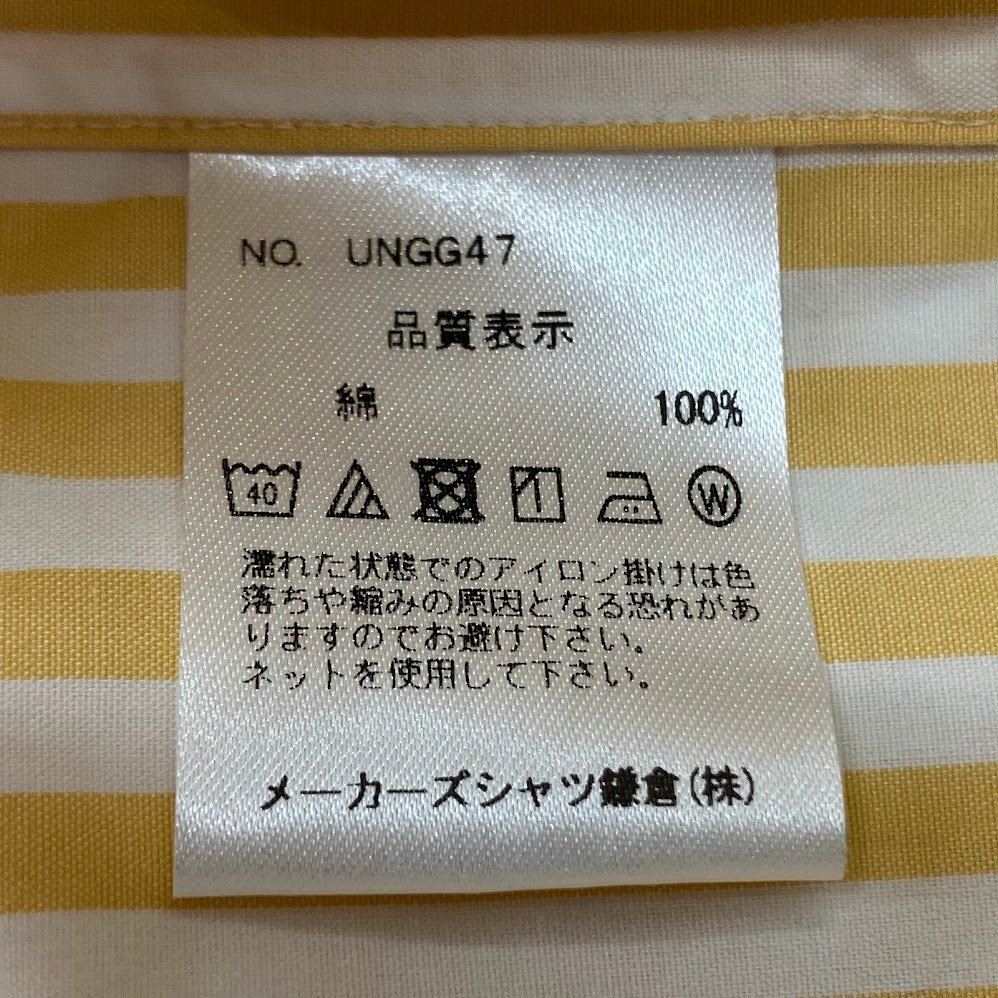 NO. UNGG47
品質表示
綿 100%
40 W
濡れた状態でのアイロン掛けは色
落ちや縮みの原因となる恐れがあ
りますのでお避け下さい。
ネットを使用して下さい。
メーカーズシャツ鎌倉(株)